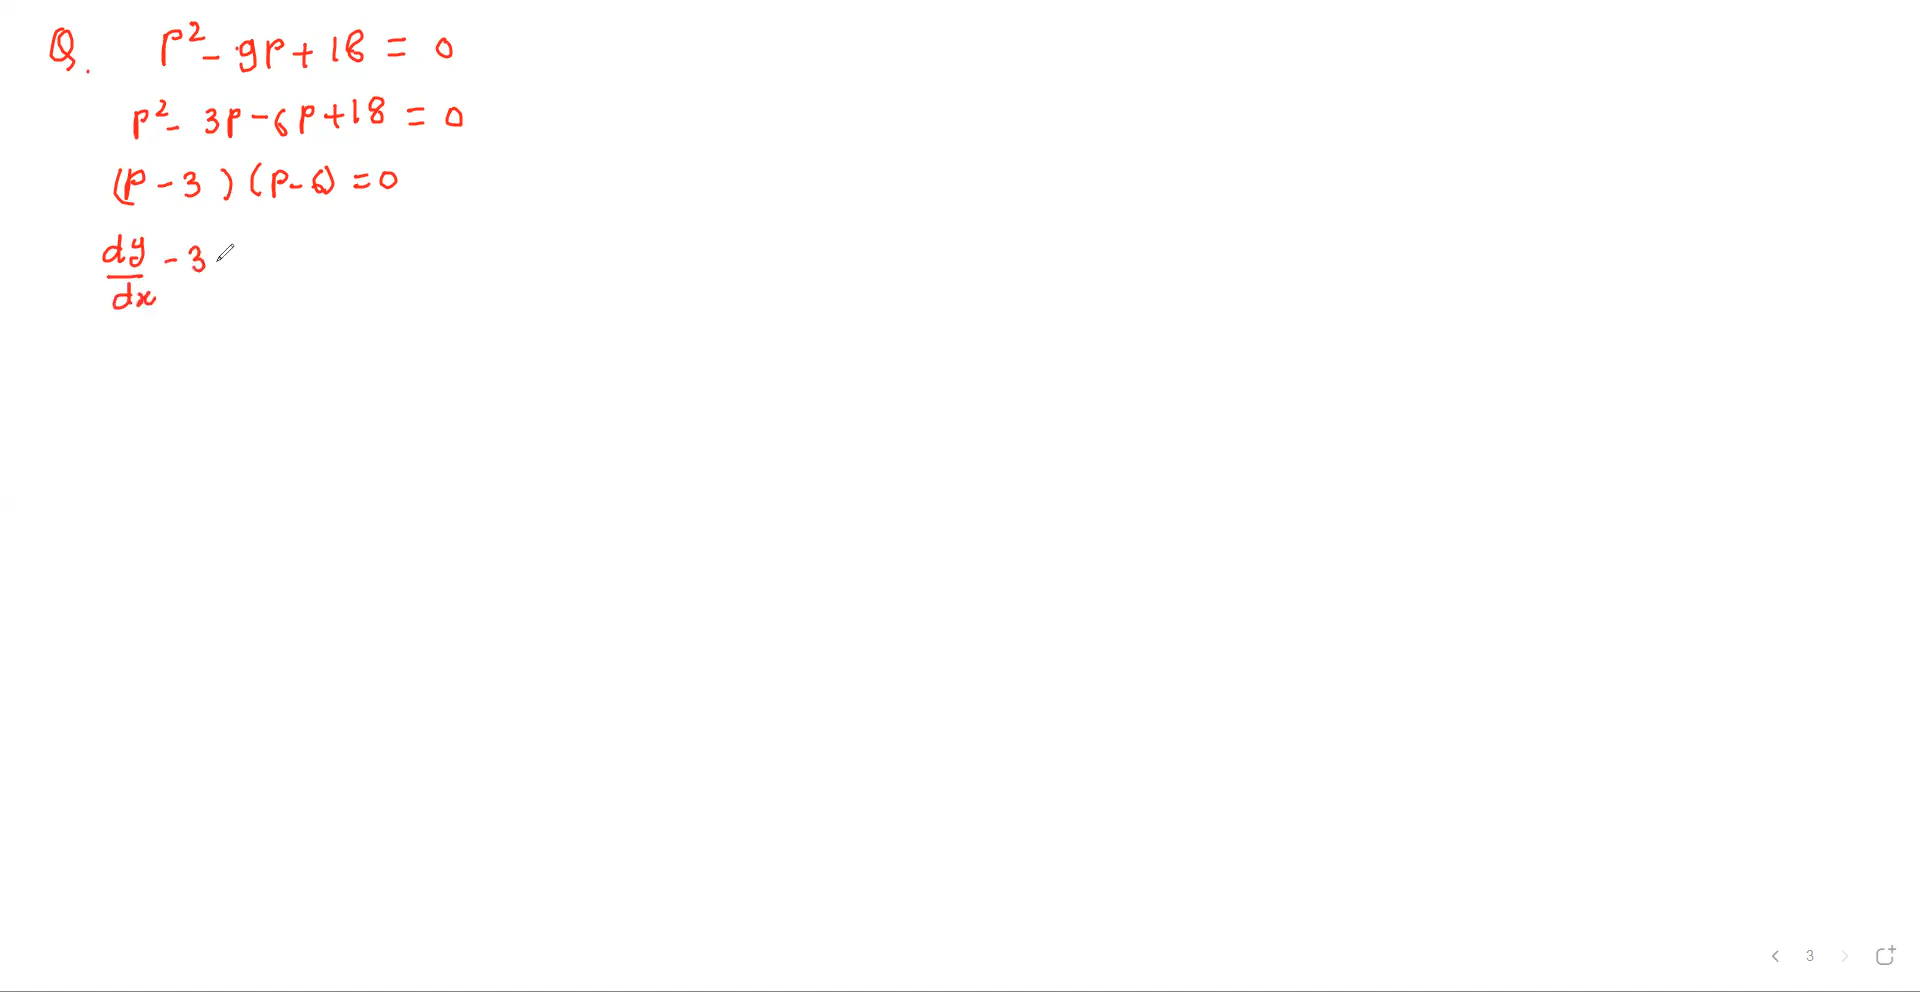 Q. p² - 9p + 18 = 0
p² - 3p - 6p + 18 = 0
(p - 3) (p - 6) = 0
dy/dx - 3
3